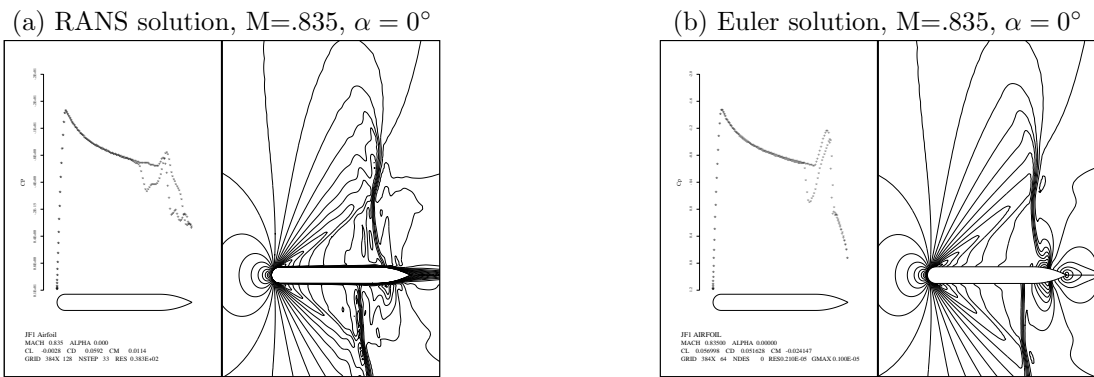 (a) RANS solution, M=.835, α = 0°
(b) Euler solution, M=.835, α = 0°
CP
JF1 Airfoil
MACH 0.835 ALPHA 0.000
CL -0.0028 CD 0.0592 CM 0.0114
GRID 384X 128 NSTEP 33 RES 0.383E+02
Cp
JF1 AIRFOIL
MACH 0.83500 ALPHA 0.00000
CL 0.056998 CD 0.051628 CM -0.024147
GRID 384X 64 NDES 0 RES0.210E-05 GMAX 0.100E-05